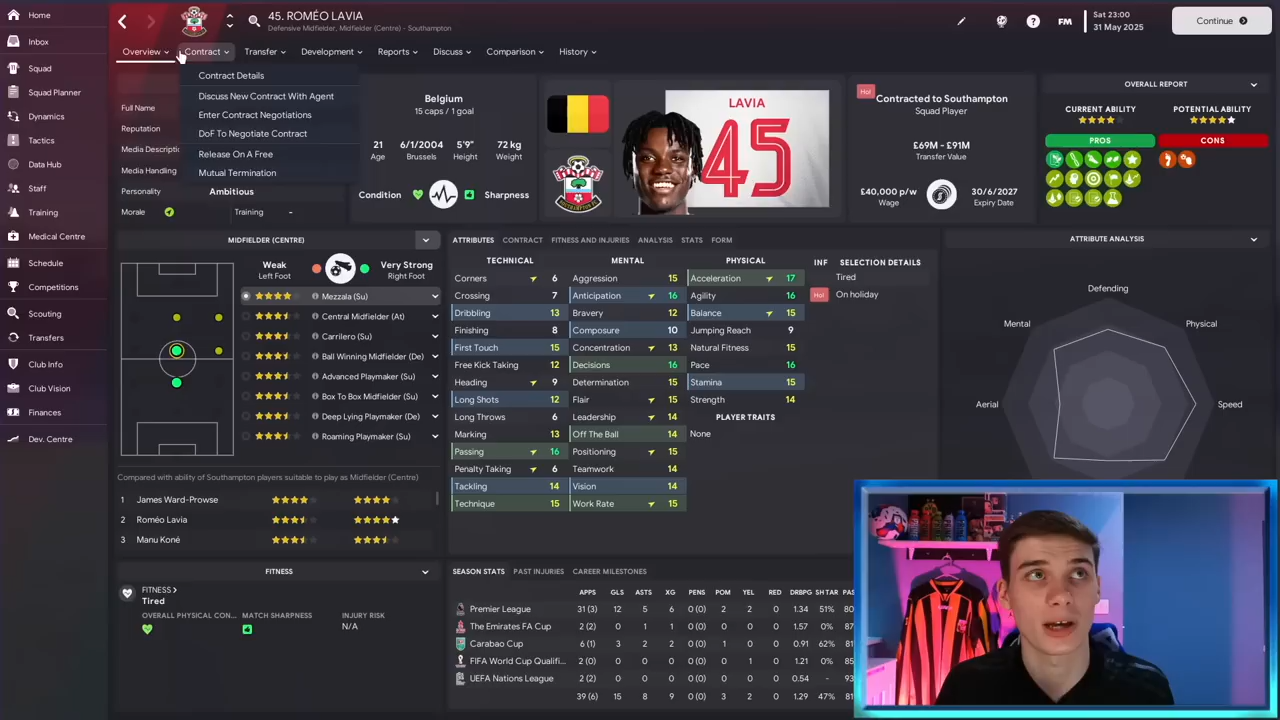 Home
Inbox
Squad
Squad Planner
Dynamics
Tactics
Data Hub
Staff
Training
Medical Centre
Schedule
Competitions
Scouting
Transfers
Club Info
Club Vision
Finances
Dev. Centre
45. ROMÉO LAVIA
Defensive Midfielder, Midfielder (Centre) - Southampton
FM
Sat 23:00
31 May 2025
Continue
Overview
Contract
Transfer
Development
Reports
Discuss
Comparison
History
Contract Details
Discuss New Contract With Agent
Enter Contract Negotiations
DoF To Negotiate Contract
Release On A Free
Mutual Termination
Full Name
Reputation
Media Descripti
Media Handling
Personality Ambitious
Morale Training -
Belgium
15 caps / 1 goal
21 6/1/2004 5'9" 72 kg
Age Brussels Height Weight
Condition Sharpness
LAVIA
45
Hol
Contracted to Southampton
Squad Player
£69M - £91M
Transfer Value
£40,000 p/w 30/6/2027
Wage Expiry Date
OVERALL REPORT
CURRENT ABILITY POTENTIAL ABILITY
PROS CONS
MIDFIELDER (CENTRE)
Weak Very Strong
Left Foot Right Foot
Mezzala (Su)
Central Midfielder (At)
Carrilero (Su)
Ball Winning Midfielder (De)
Advanced Playmaker (Su)
Box To Box Midfielder (Su)
Deep Lying Playmaker (De)
Roaming Playmaker (Su)
Compared with ability of Southampton players suitable to play as Midfielder (Centre)
1 James Ward-Prowse
2 Roméo Lavia
3 Manu Koné
ATTRIBUTES CONTRACT FITNESS AND INJURIES ANALYSIS STATS FORM
TECHNICAL MENTAL PHYSICAL
Corners 6 Aggression 15 Acceleration 17
Crossing 7 Anticipation 16 Agility 16
Dribbling 13 Bravery 12 Balance 15
Finishing 8 Composure 10 Jumping Reach 9
First Touch 15 Concentration 13 Natural Fitness 15
Free Kick Taking 12 Decisions 16 Pace 16
Heading 9 Determination 15 Stamina 15
Long Shots 12 Flair 15 Strength 14
Long Throws 6 Leadership 14 PLAYER TRAITS
Marking 13 Off The Ball 14 None
Passing 16 Positioning 15
Penalty Taking 6 Teamwork 14
Tackling 14 Vision 14
Technique 15 Work Rate 15
INF SELECTION DETAILS
Tired
Hol On holiday
ATTRIBUTE ANALYSIS
Defending
Mental Physical
Aerial Speed
FITNESS
FITNESS
Tired
OVERALL PHYSICAL CON... MATCH SHARPNESS INJURY RISK
N/A
SEASON STATS PAST INJURIES CAREER MILESTONES
APPS GLS ASTS XG PENS POM YEL RED DRBPG SH TAR PAS
Premier League 31 (3) 12 5 6 0 (0) 2 2 0 1.34 51% 80
The Emirates FA Cup 2 (2) 0 1 1 0 (0) 0 0 0 1.57 0% 87
Carabao Cup 6 (1) 3 2 2 0 (0) 1 0 0 0.91 62% 81
FIFA World Cup Qualifi... 2 (0) 0 0 0 0 (0) 0 0 0 1.21 0% 85
UEFA Nations League 2 (2) 0 0 0 0 (0) 0 0 0 0.54 - 93
39 (6) 15 8 9 0 (0) 3 2 0 1.29 47% 81